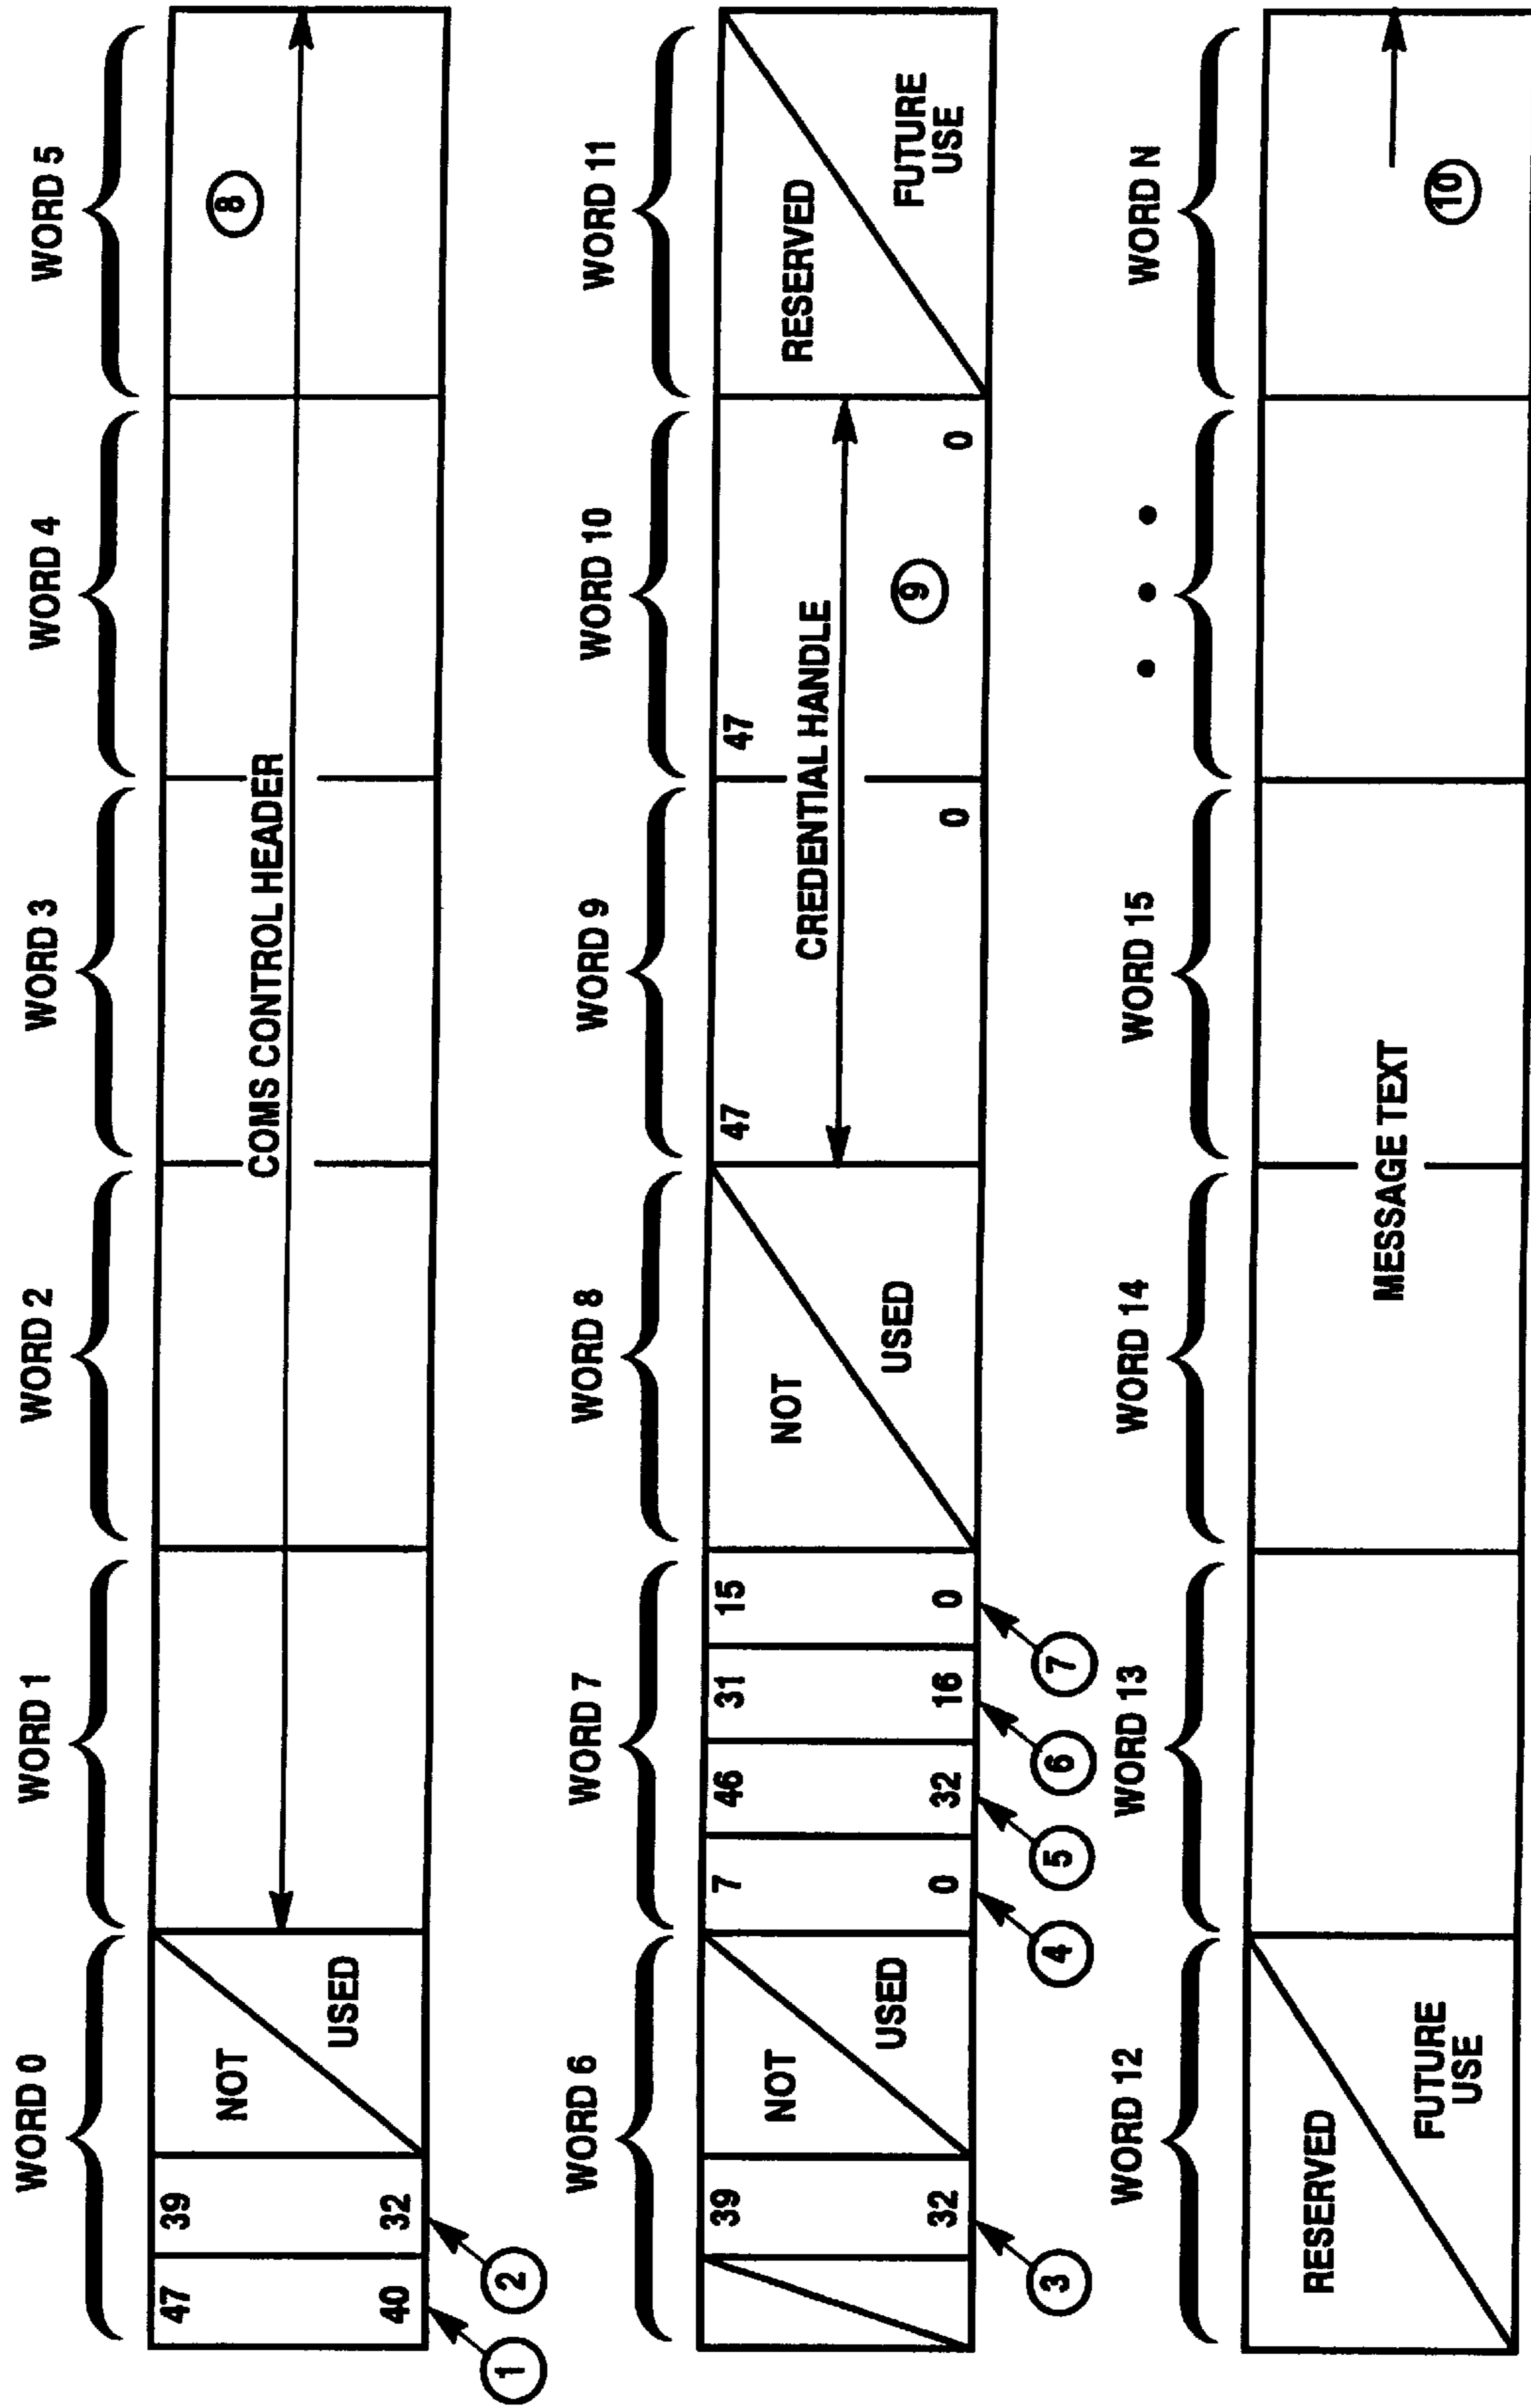 WORD 0
WORD 1
WORD 2
WORD 3
WORD 4
WORD 5
47
39
NOT
USED
COMS CONTROL HEADER
8
40
32
1
2
WORD 6
WORD 7
WORD 8
WORD 9
WORD 10
WORD 11
39
NOT
USED
7
46
31
15
NOT
USED
47
CREDENTIAL HANDLE
47
RESERVED
FUTURE
USE
32
0
32
16
0
0
9
0
3
4
5
6
7
WORD 12
WORD 13
WORD 14
WORD 15
• • •
WORD N
RESERVED
FUTURE
USE
MESSAGE TEXT
10